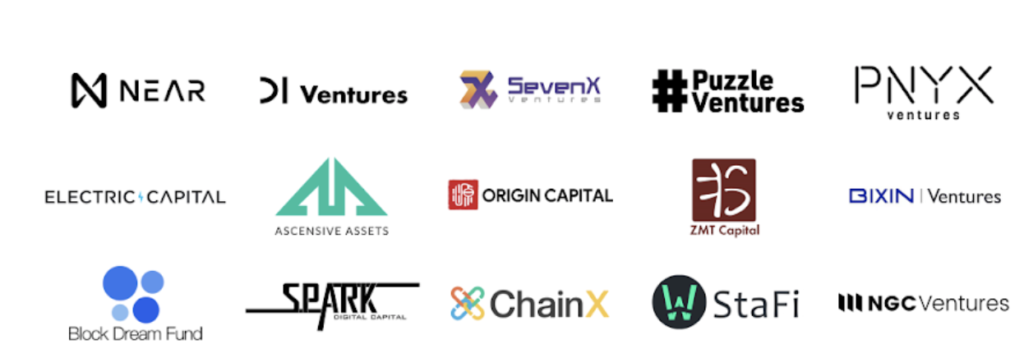 NEAR
DI Ventures
SevenX
Ventures
#Puzzle
Ventures
PNYX
ventures
ELECTRIC CAPITAL
ASCENSIVE ASSETS
ORIGIN CAPITAL
ZMT Capital
BIXIN | Ventures
Block Dream Fund
SPARK
DIGITAL CAPITAL
ChainX
StaFi
NGC Ventures